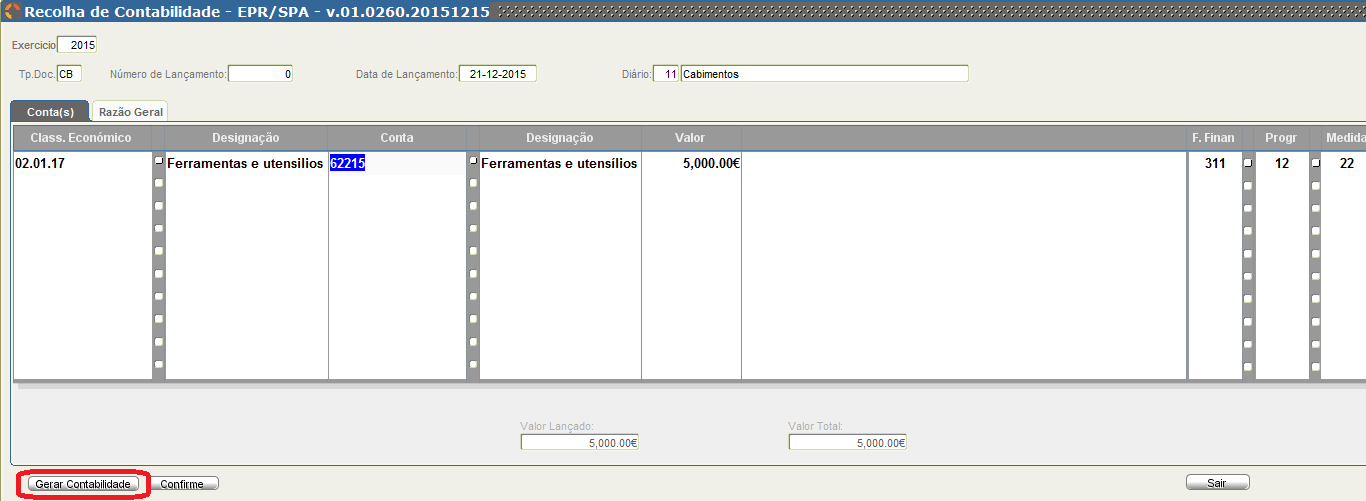 Recolha de Contabilidade - EPR/SPA - v.01.0260.20151215
Exercicio 2015
Tp.Doc. CB Número de Lançamento: 0 Data de Lançamento: 21-12-2015 Diário: 11 Cabimentos
Conta(s) Razão Geral
Class. Económico Designação Conta Designação Valor F. Finan Progr Medida
02.01.17 Ferramentas e utensilios 62215 Ferramentas e utensílios 5,000.00€ 311 12 22
Valor Lançado: Valor Total:
5,000.00€ 5,000.00€
Gerar Contabilidade Confirme Sair